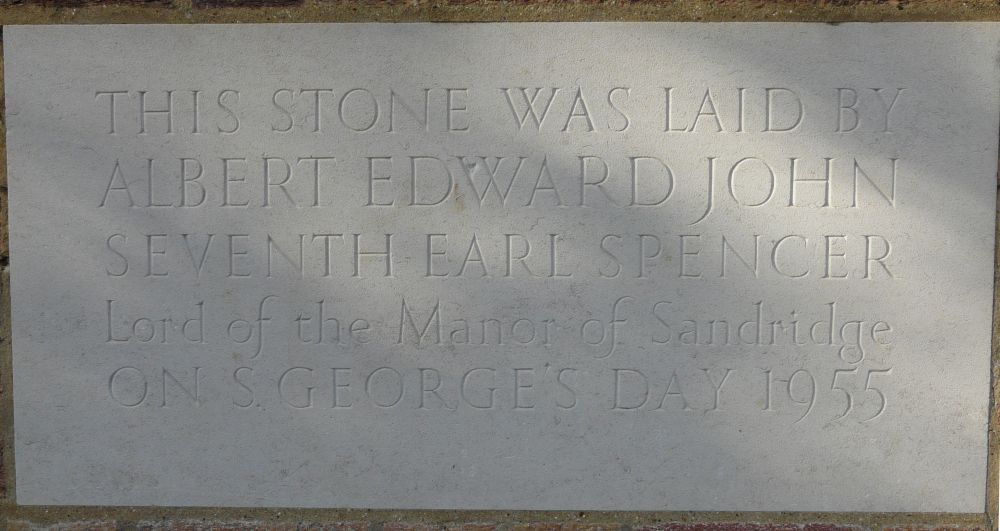 THIS STONE WAS LAID BY
ALBERT EDWARD JOHN
SEVENTH EARL SPENCER
Lord of the Manor of Sandridge
ON S. GEORGE'S DAY 1955